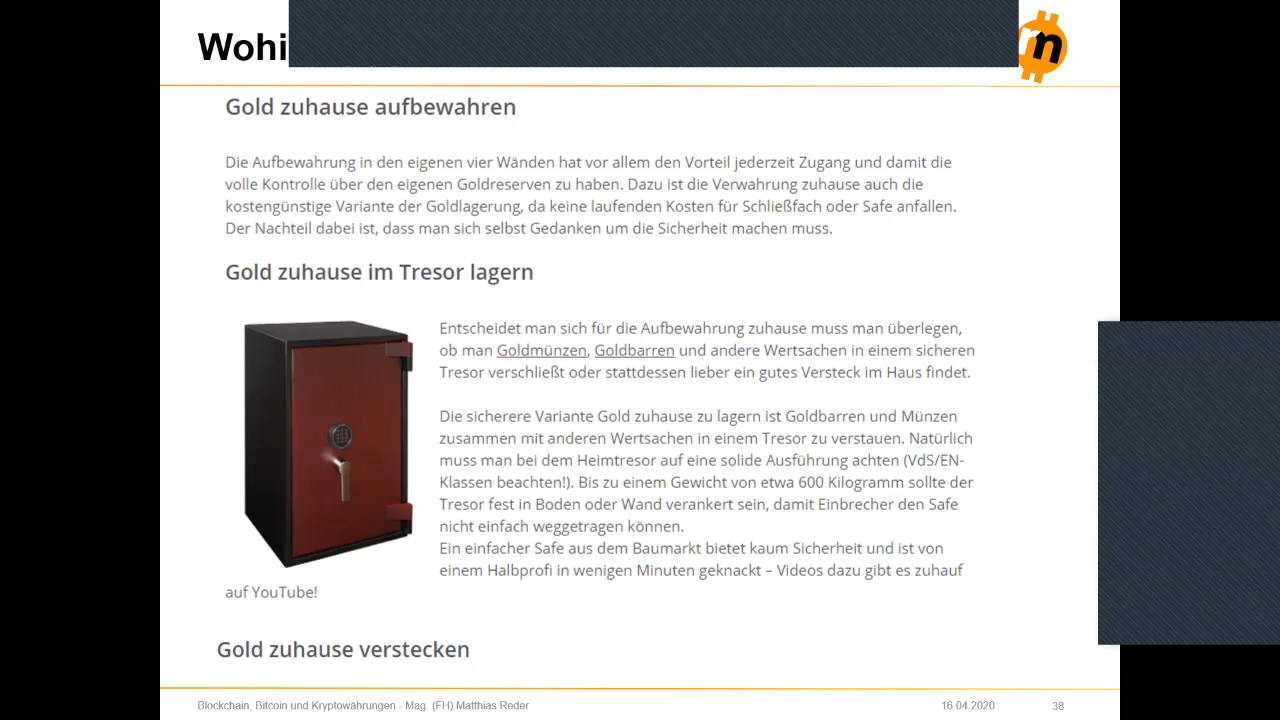 Wohi
Gold zuhause aufbewahren
Die Aufbewahrung in den eigenen vier Wänden hat vor allem den Vorteil jederzeit Zugang und damit die
volle Kontrolle über den eigenen Goldreserven zu haben. Dazu ist die Verwahrung zuhause auch die
kostengünstige Variante der Goldlagerung, da keine laufenden Kosten für Schließfach oder Safe anfallen.
Der Nachteil dabei ist, dass man sich selbst Gedanken um die Sicherheit machen muss.
Gold zuhause im Tresor lagern
Entscheidet man sich für die Aufbewahrung zuhause muss man überlegen,
ob man Goldmünzen, Goldbarren und andere Wertsachen in einem sicheren
Tresor verschließt oder stattdessen lieber ein gutes Versteck im Haus findet.
Die sicherere Variante Gold zuhause zu lagern ist Goldbarren und Münzen
zusammen mit anderen Wertsachen in einem Tresor zu verstauen. Natürlich
muss man bei dem Heimtresor auf eine solide Ausführung achten (VdS/EN-
Klassen beachten!). Bis zu einem Gewicht von etwa 600 Kilogramm sollte der
Tresor fest in Boden oder Wand verankert sein, damit Einbrecher den Safe
nicht einfach weggetragen können.
Ein einfacher Safe aus dem Baumarkt bietet kaum Sicherheit und ist von
einem Halbprofi in wenigen Minuten geknackt – Videos dazu gibt es zuhauf
auf YouTube!
Gold zuhause verstecken
Blockchain, Bitcoin und Kryptowährungen - Mag. (FH) Matthias Reder
16.04.2020
38